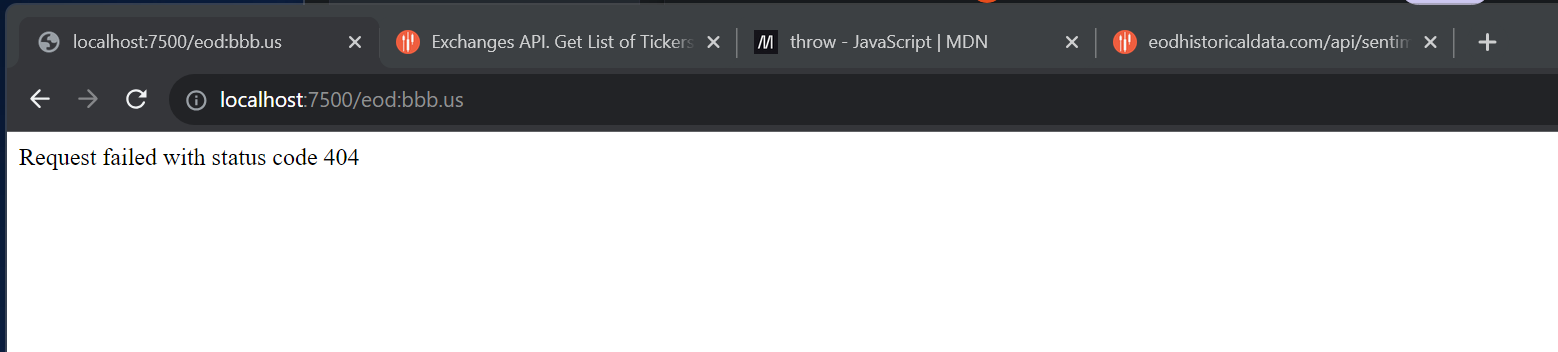 localhost:7500/eod:bbb.us
Exchanges API. Get List of Tickers
throw - JavaScript | MDN
eodhistoricaldata.com/api/sentim
localhost:7500/eod:bbb.us
Request failed with status code 404